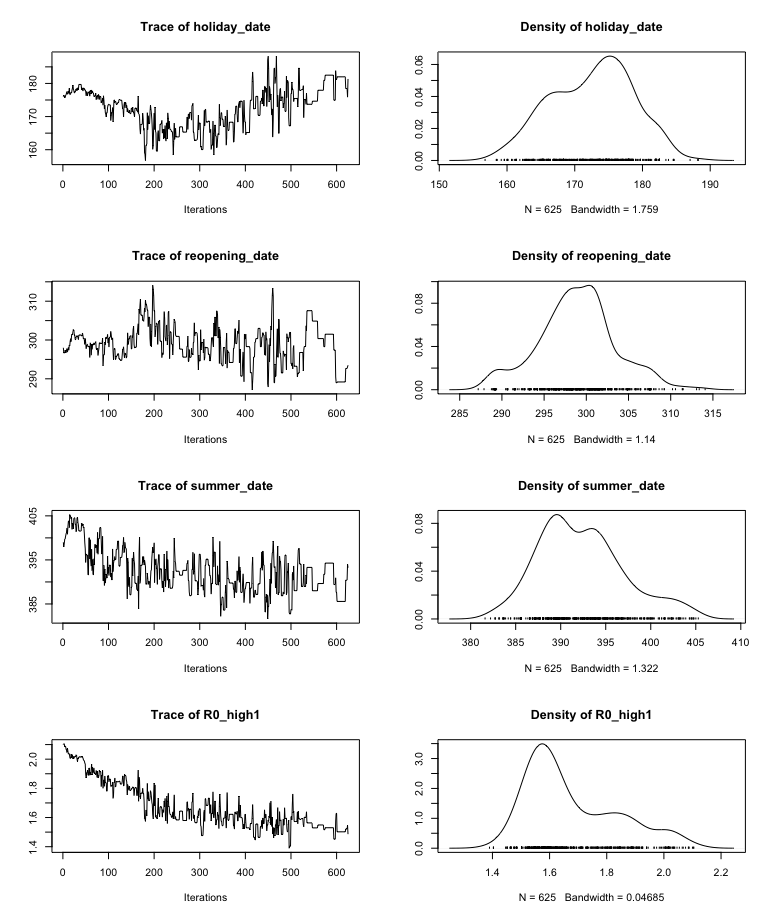 Trace of holiday_date
Density of holiday_date
160 170 180
0 100 200 300 400 500 600
Iterations
0.00 0.02 0.04 0.06
150 160 170 180 190
N = 625 Bandwidth = 1.759
Trace of reopening_date
Density of reopening_date
290 300 310
0 100 200 300 400 500 600
Iterations
0.00 0.04 0.08
285 290 295 300 305 310 315
N = 625 Bandwidth = 1.14
Trace of summer_date
Density of summer_date
385 395 405
0 100 200 300 400 500 600
Iterations
0.00 0.04 0.08
380 385 390 395 400 405 410
N = 625 Bandwidth = 1.322
Trace of R0_high1
Density of R0_high1
1.4 1.6 1.8 2.0
0 100 200 300 400 500 600
Iterations
0.0 1.0 2.0 3.0
1.4 1.6 1.8 2.0 2.2
N = 625 Bandwidth = 0.04685